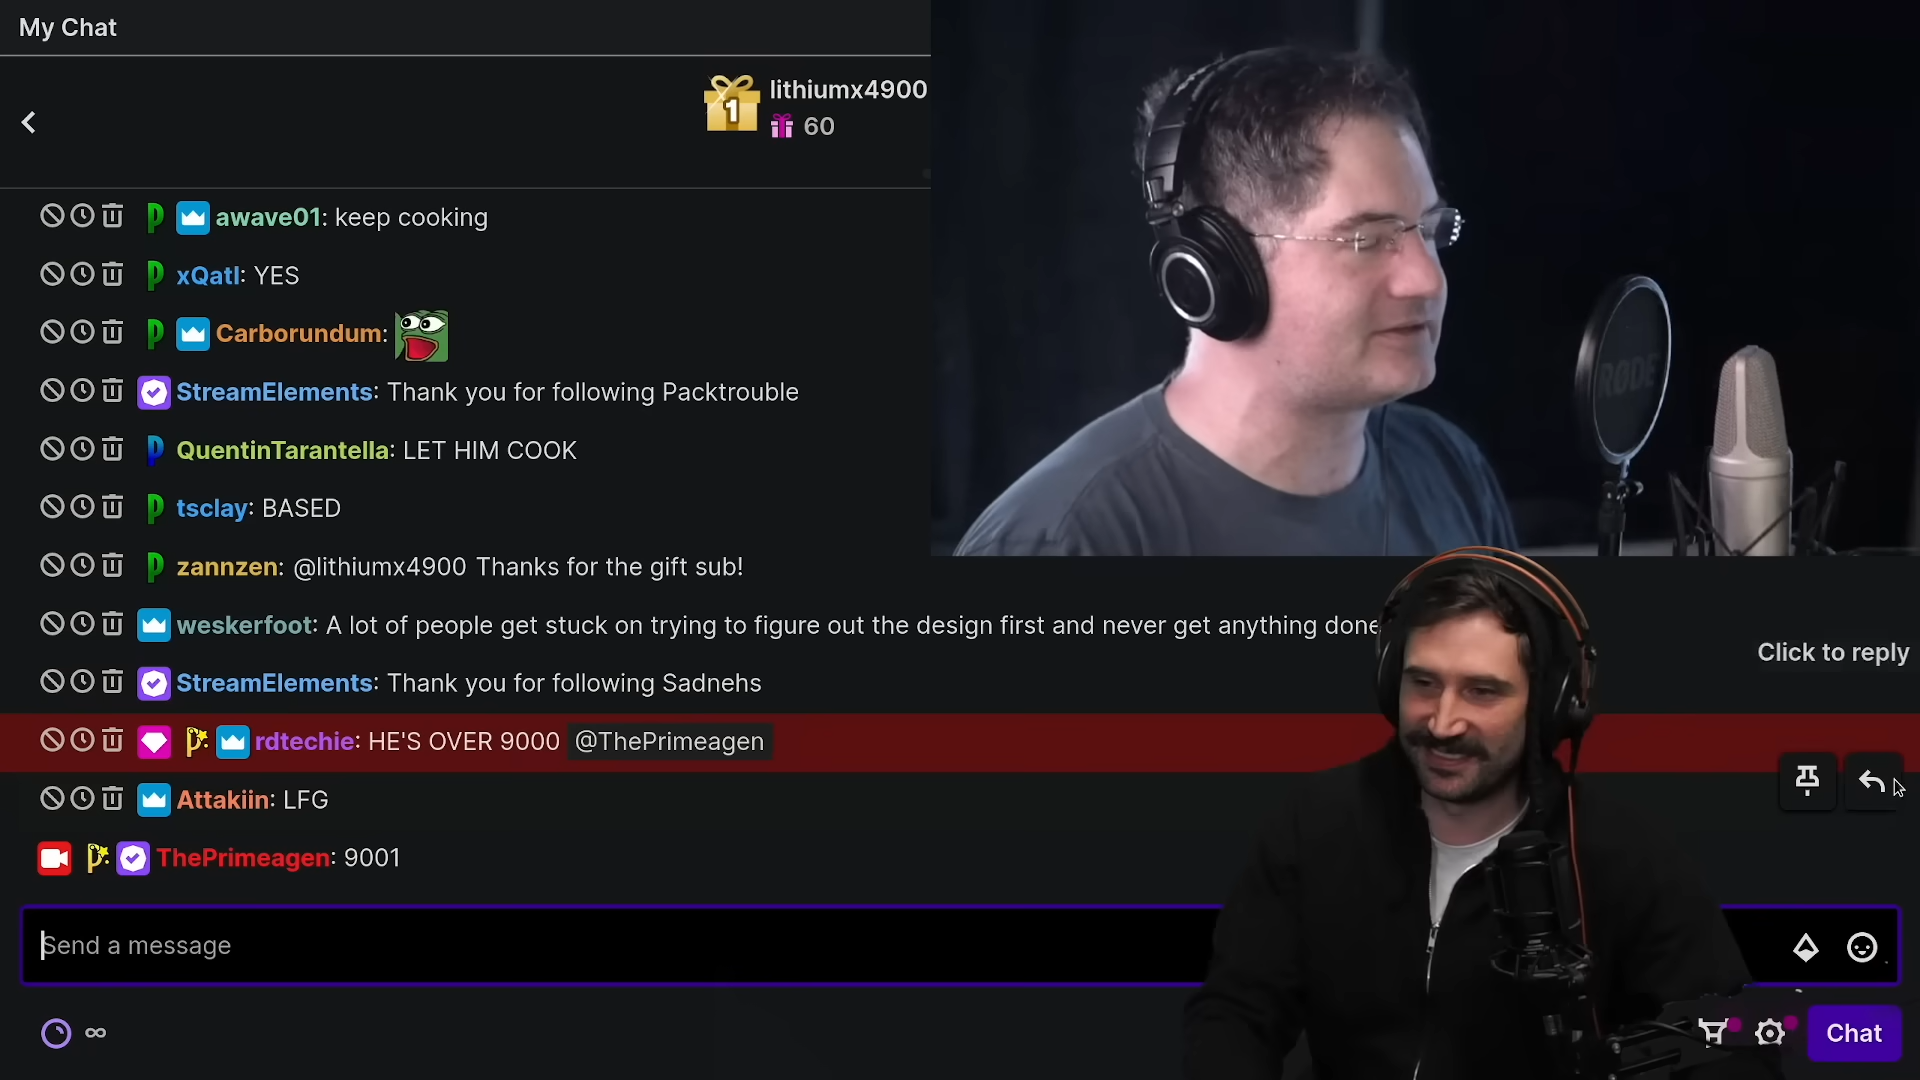 My Chat
1
lithiumx4900
60
awave01: keep cooking
xQatl: YES
Carborundum:
StreamElements: Thank you for following Packtrouble
QuentinTarantella: LET HIM COOK
tsclay: BASED
zannzen: @lithiumx4900 Thanks for the gift sub!
weskerfoot: A lot of people get stuck on trying to figure out the design first and never get anything done
StreamElements: Thank you for following Sadnehs
Click to reply
rdtechie: HE'S OVER 9000 @ThePrimeagen
Attakiin: LFG
ThePrimeagen: 9001
Send a message
∞
Chat
RØDE